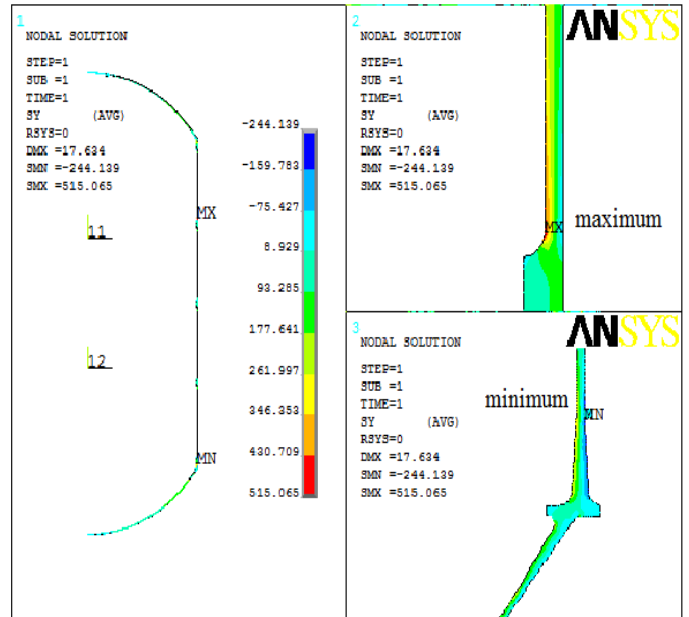 1
NODAL SOLUTION
STEP=1
SUB =1
TIME=1
SY (AVG)
RSYS=0
DMX =17.634
SMN =-244.139
SMX =515.065
MX
11
12
MN
-244.139
-159.783
-75.427
8.929
93.285
177.641
261.997
346.353
430.709
515.065
2
ANSYS
NODAL SOLUTION
STEP=1
SUB =1
TIME=1
SY (AVG)
RSYS=0
DMX =17.634
SMN =-244.139
SMX =515.065
MX maximum
3
ANSYS
NODAL SOLUTION
STEP=1
SUB =1
TIME=1
SY (AVG)
RSYS=0
DMX =17.634
SMN =-244.139
SMX =515.065
minimum MN